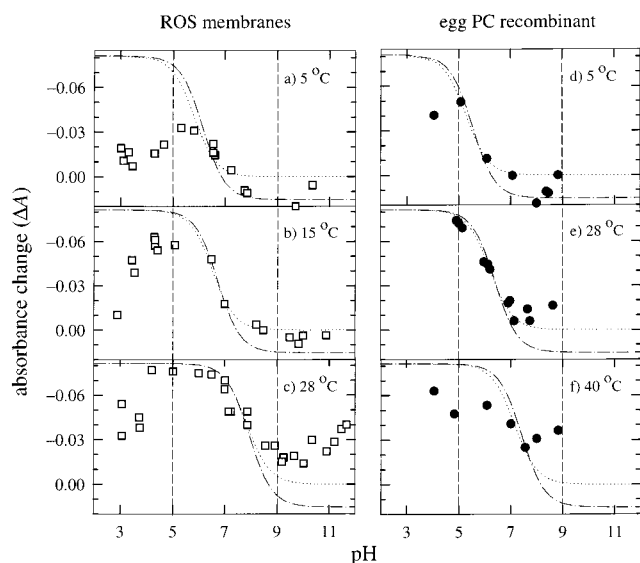 ROS membranes
egg PC recombinant
absorbance change (ΔA)
a) 5 °C
-0.06
-0.03
0.00
b) 15 °C
-0.06
-0.03
0.00
c) 28 °C
-0.06
-0.03
0.00
3 5 7 9 11
d) 5 °C
e) 28 °C
f) 40 °C
3 5 7 9 11
pH